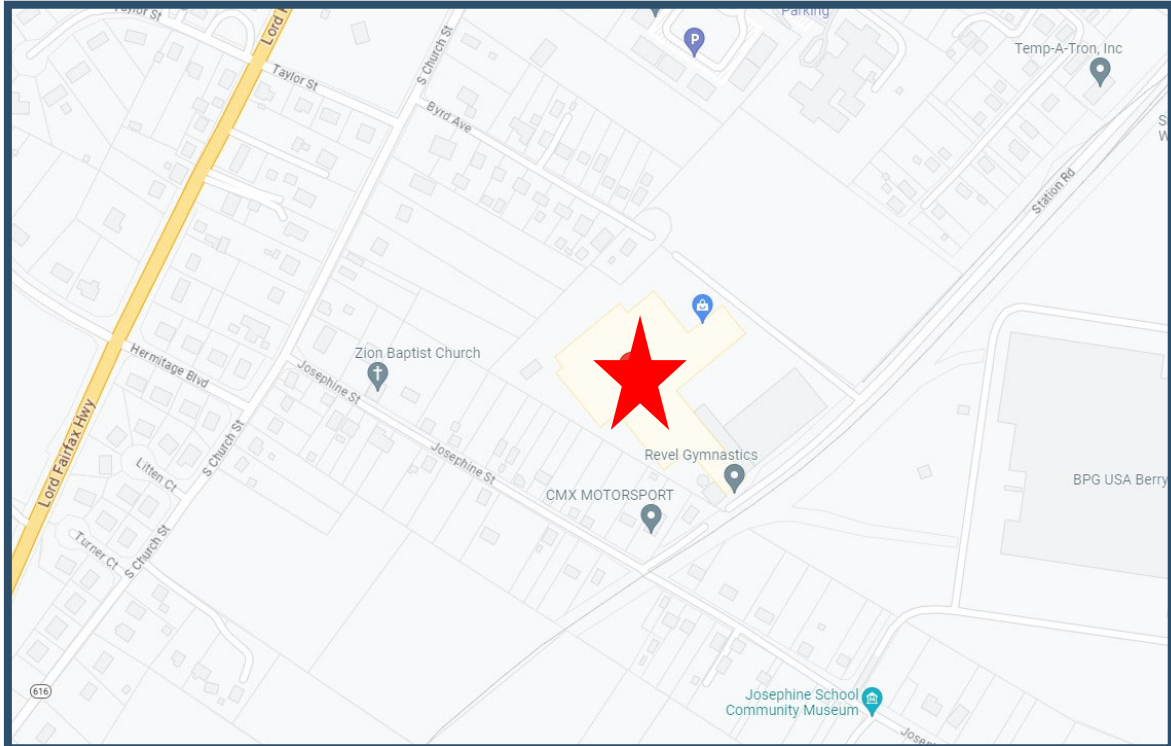 Taylor St
Lord
Parking
Temp-A-Tron, Inc
P
S Church St
Taylor St
Byrd Ave
Station Rd
Zion Baptist Church
Hermitage Blvd
Josephine St
Lord Fairfax Hwy
S Church St
Josephine St
Revel Gymnastics
Litten Ct
CMX MOTORSPORT
BPG USA Berry
Turner Ct
S Church St
616
Josephine School
Community Museum